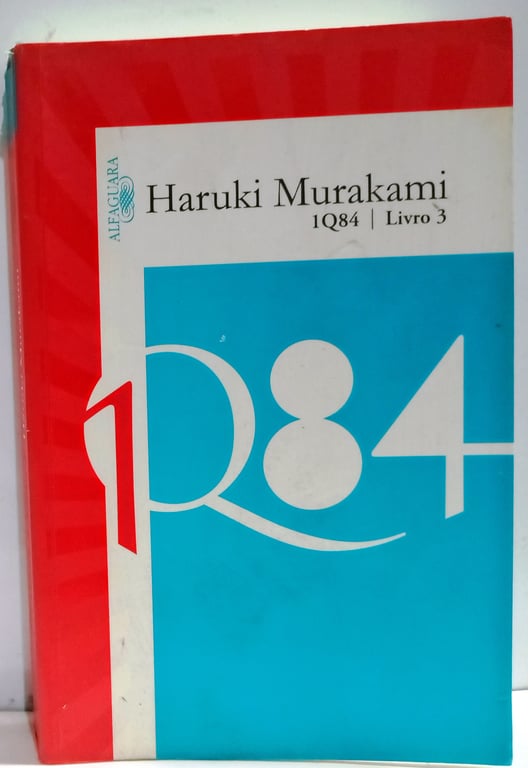 ALFAGUARA
Haruki Murakami
1Q84 | Livro 3
1Q84